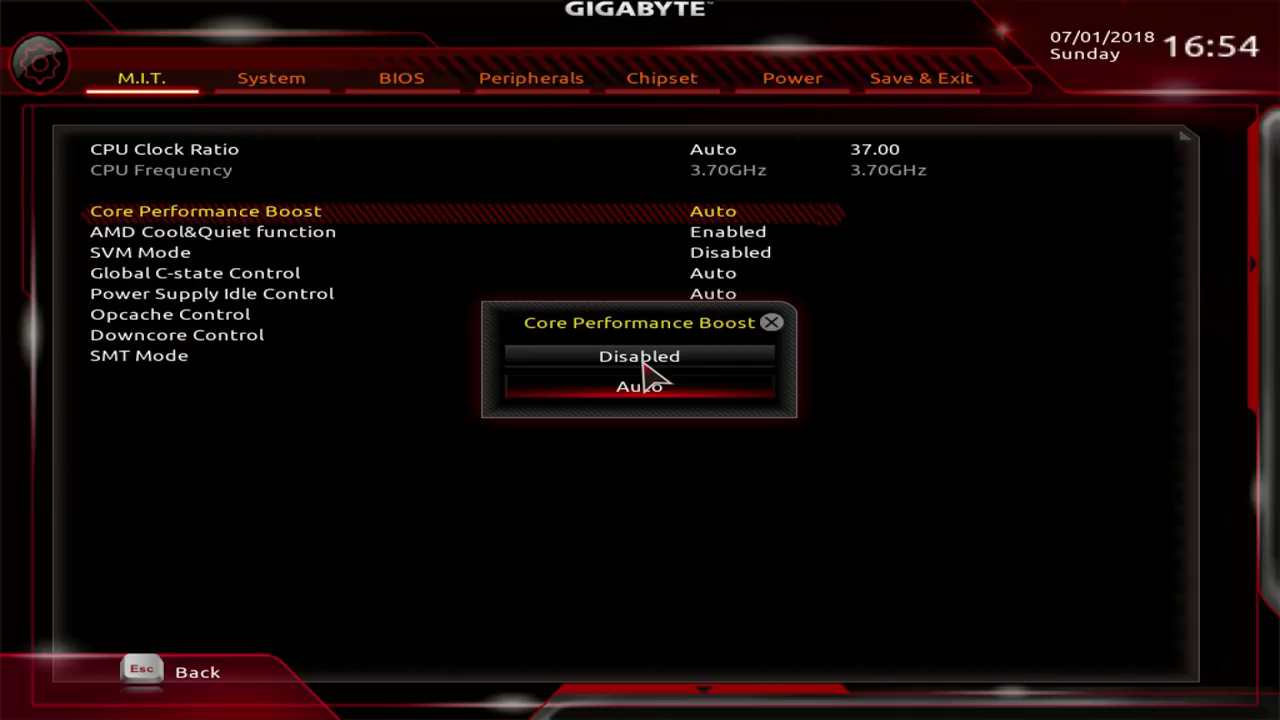 GIGABYTE™
07/01/2018 16:54
Sunday
M.I.T. System BIOS Peripherals Chipset Power Save & Exit
CPU Clock Ratio Auto 37.00
CPU Frequency 3.70GHz 3.70GHz
Core Performance Boost Auto
AMD Cool&Quiet function Enabled
SVM Mode Disabled
Global C-state Control Auto
Power Supply Idle Control Auto
Opcache Control
Downcore Control
SMT Mode
Core Performance Boost
Disabled
Auto
Esc Back